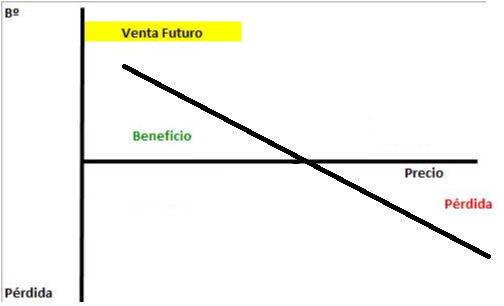 Bº
Venta Futuro
Beneficio
Precio
Pérdida
Pérdida